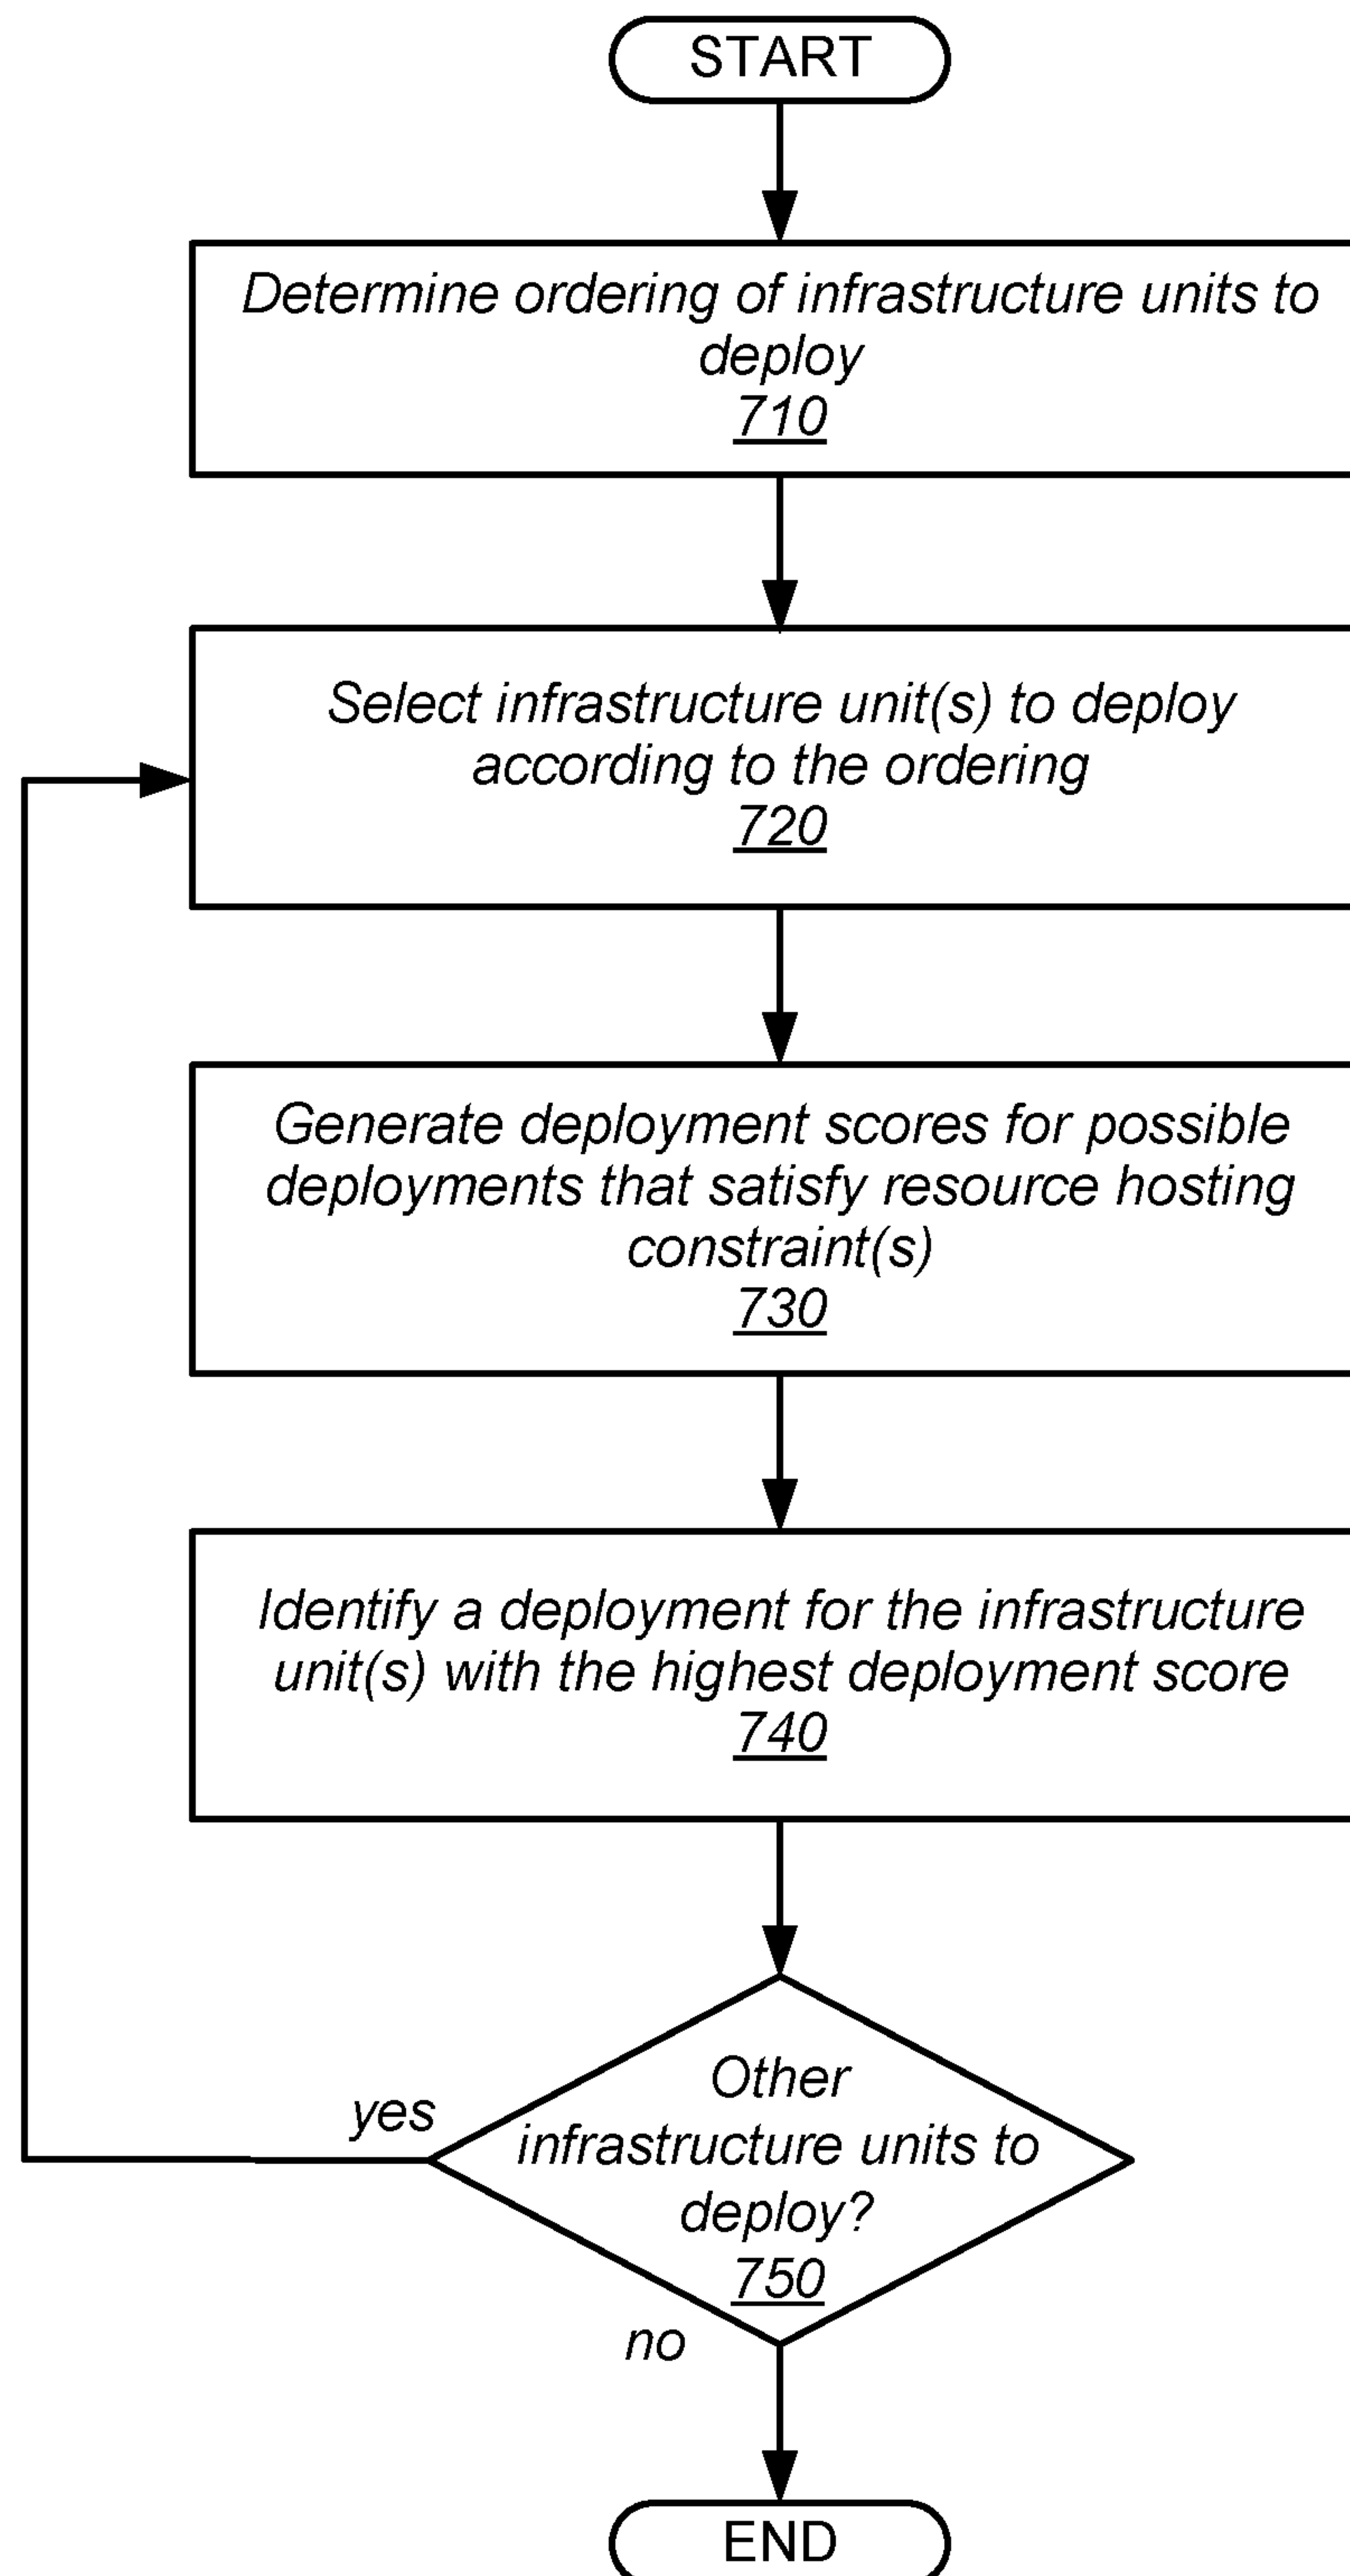 START
Determine ordering of infrastructure units to
deploy
710
Select infrastructure unit(s) to deploy
according to the ordering
720
Generate deployment scores for possible
deployments that satisfy resource hosting
constraint(s)
730
Identify a deployment for the infrastructure
unit(s) with the highest deployment score
740
Other
infrastructure units to
deploy?
750
yes
no
END